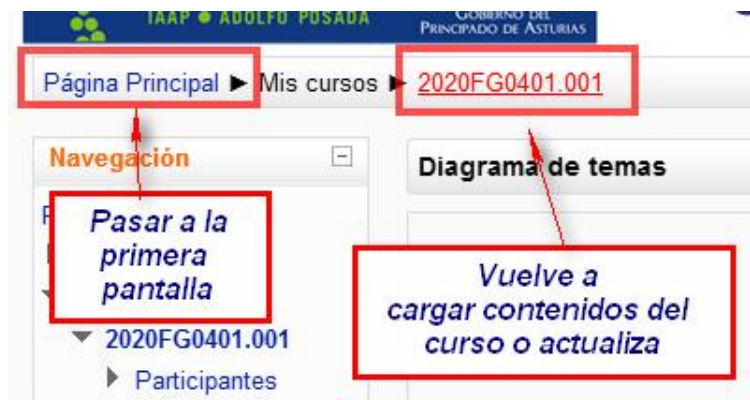 IAAP ● ADOLFO POSADA
GOBIERNO DEL
PRINCIPADO DE ASTURIAS
Página Principal ► Mis cursos ► 2020FG0401.001
Navegación
Diagrama de temas
Pasar a la
primera
pantalla
Vuelve a
cargar contenidos del
curso o actualiza
2020FG0401.001
Participantes